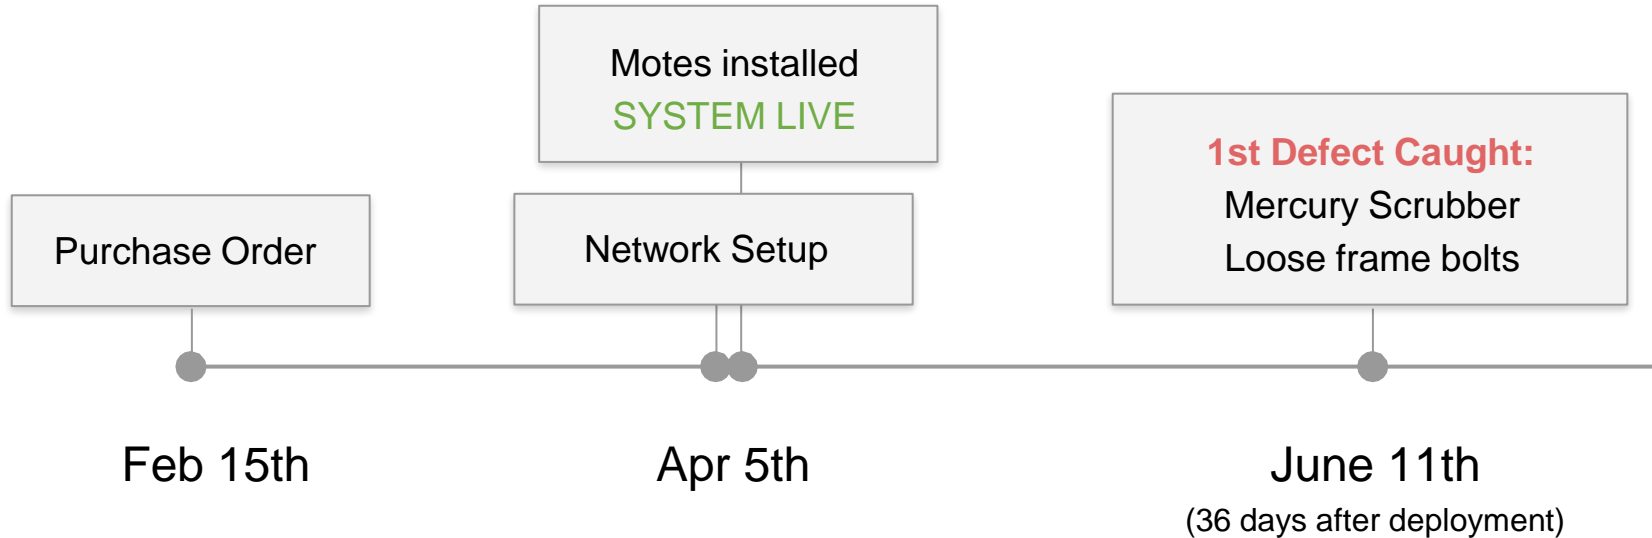 Motes installed
SYSTEM LIVE
Purchase Order
Network Setup
1st Defect Caught:
Mercury Scrubber
Loose frame bolts
Feb 15th
Apr 5th
June 11th
(36 days after deployment)